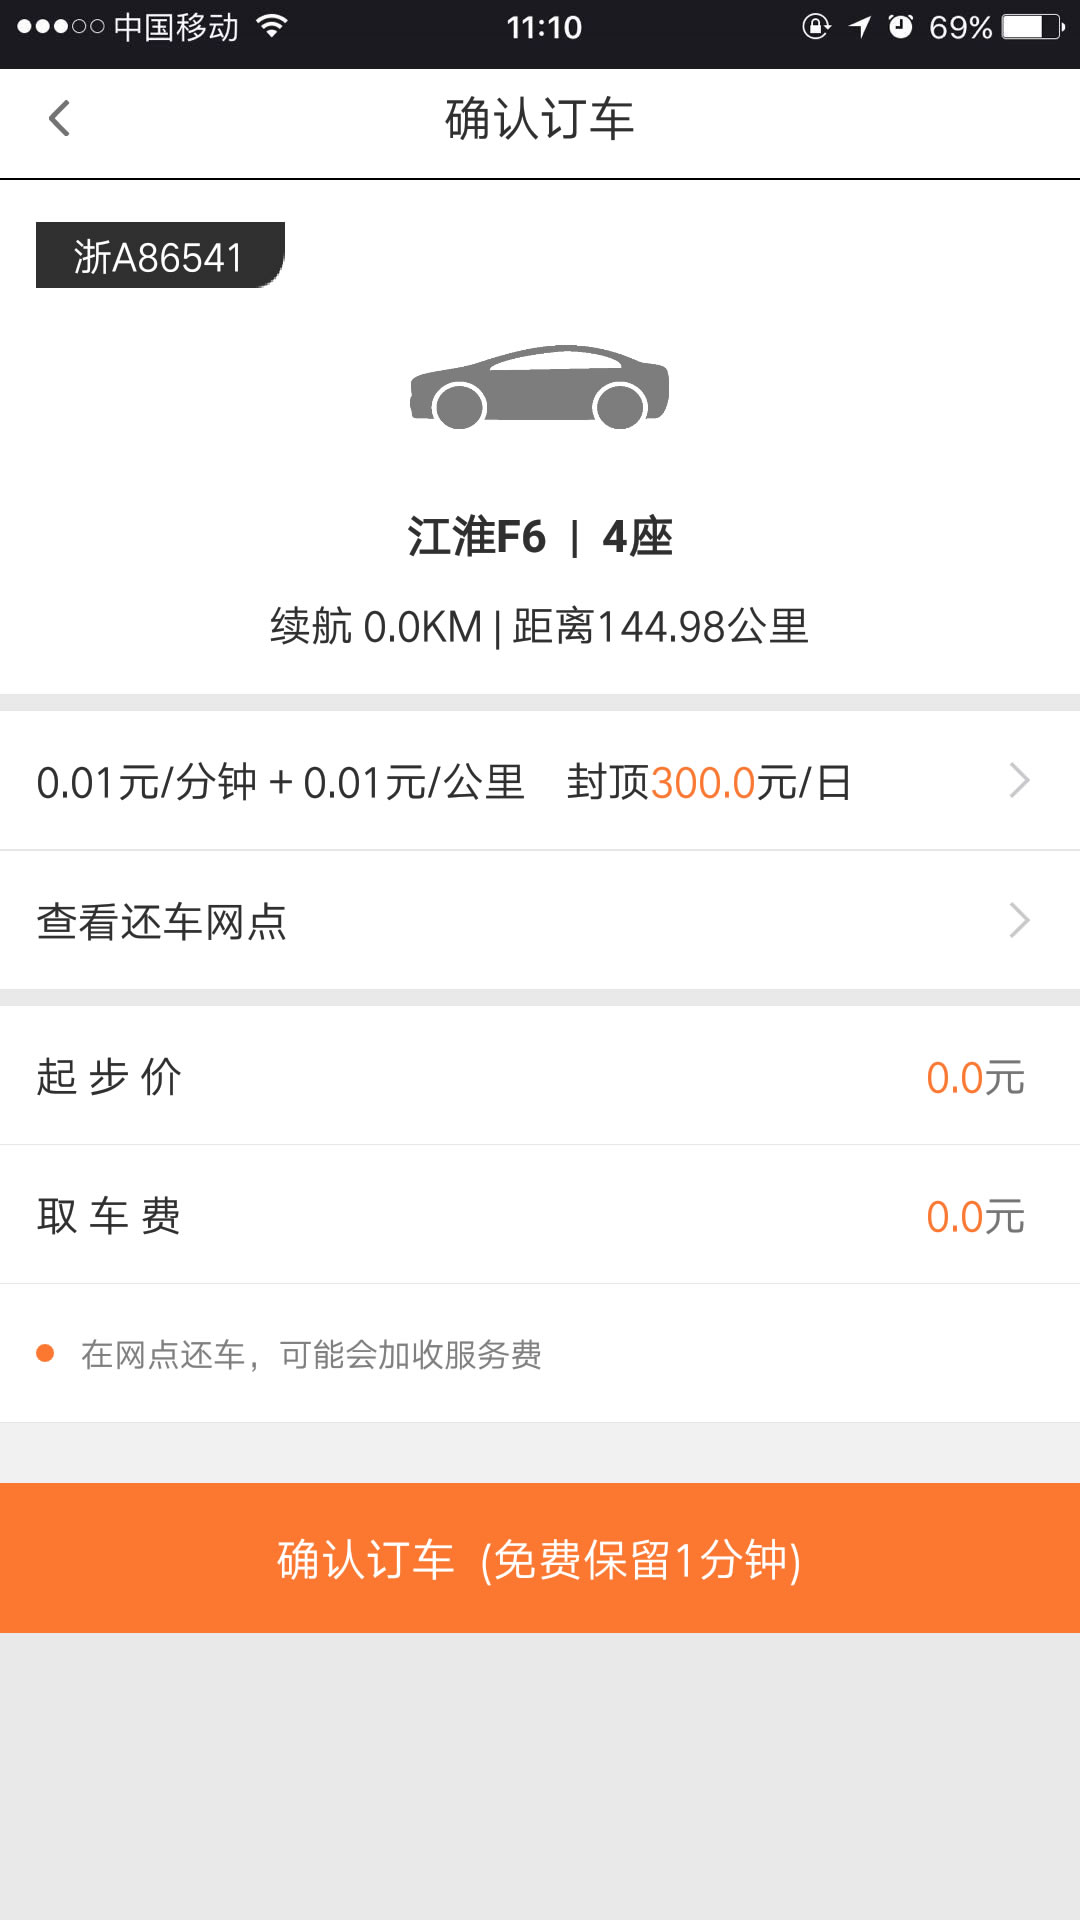 中国移动 11:10 69%
确认订车
浙A86541
江淮F6 | 4座
续航 0.0KM | 距离144.98公里
0.01元/分钟 + 0.01元/公里 封顶300.0元/日
查看还车网点
起 步 价 0.0元
取 车 费 0.0元
在网点还车，可能会加收服务费
确认订车 (免费保留1分钟)